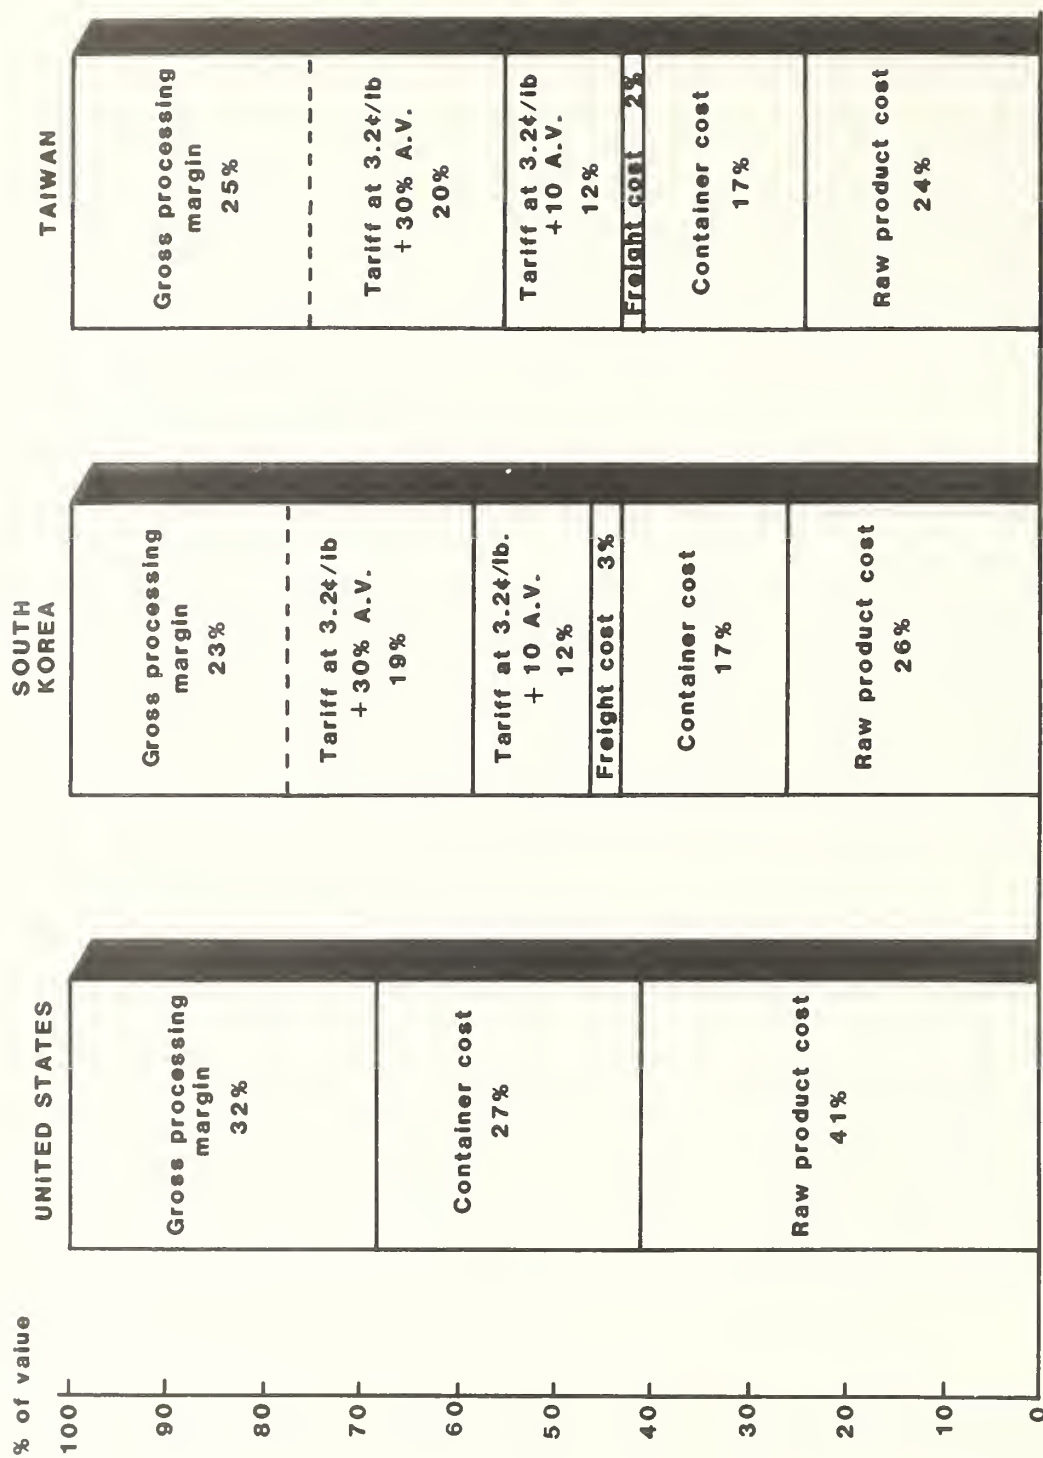 % of value
100
90
80
70
60
50
40
30
20
10
0
UNITED STATES
Gross processing
margin
32%
Container cost
27%
Raw product cost
41%
SOUTH
KOREA
Gross processing
margin
23%
Tariff at 3.2¢/lb
+30% A.V.
19%
Tariff at 3.2¢/lb.
+ 10 A.V.
12%
Freight cost 3%
Container cost
17%
Raw product cost
26%
TAIWAN
Gross processing
margin
25%
Tariff at 3.2¢/lb
+30% A.V.
20%
Tariff at 3.2¢/lb
+10 A.V.
12%
Freight cost 2%
Container cost
17%
Raw product cost
24%